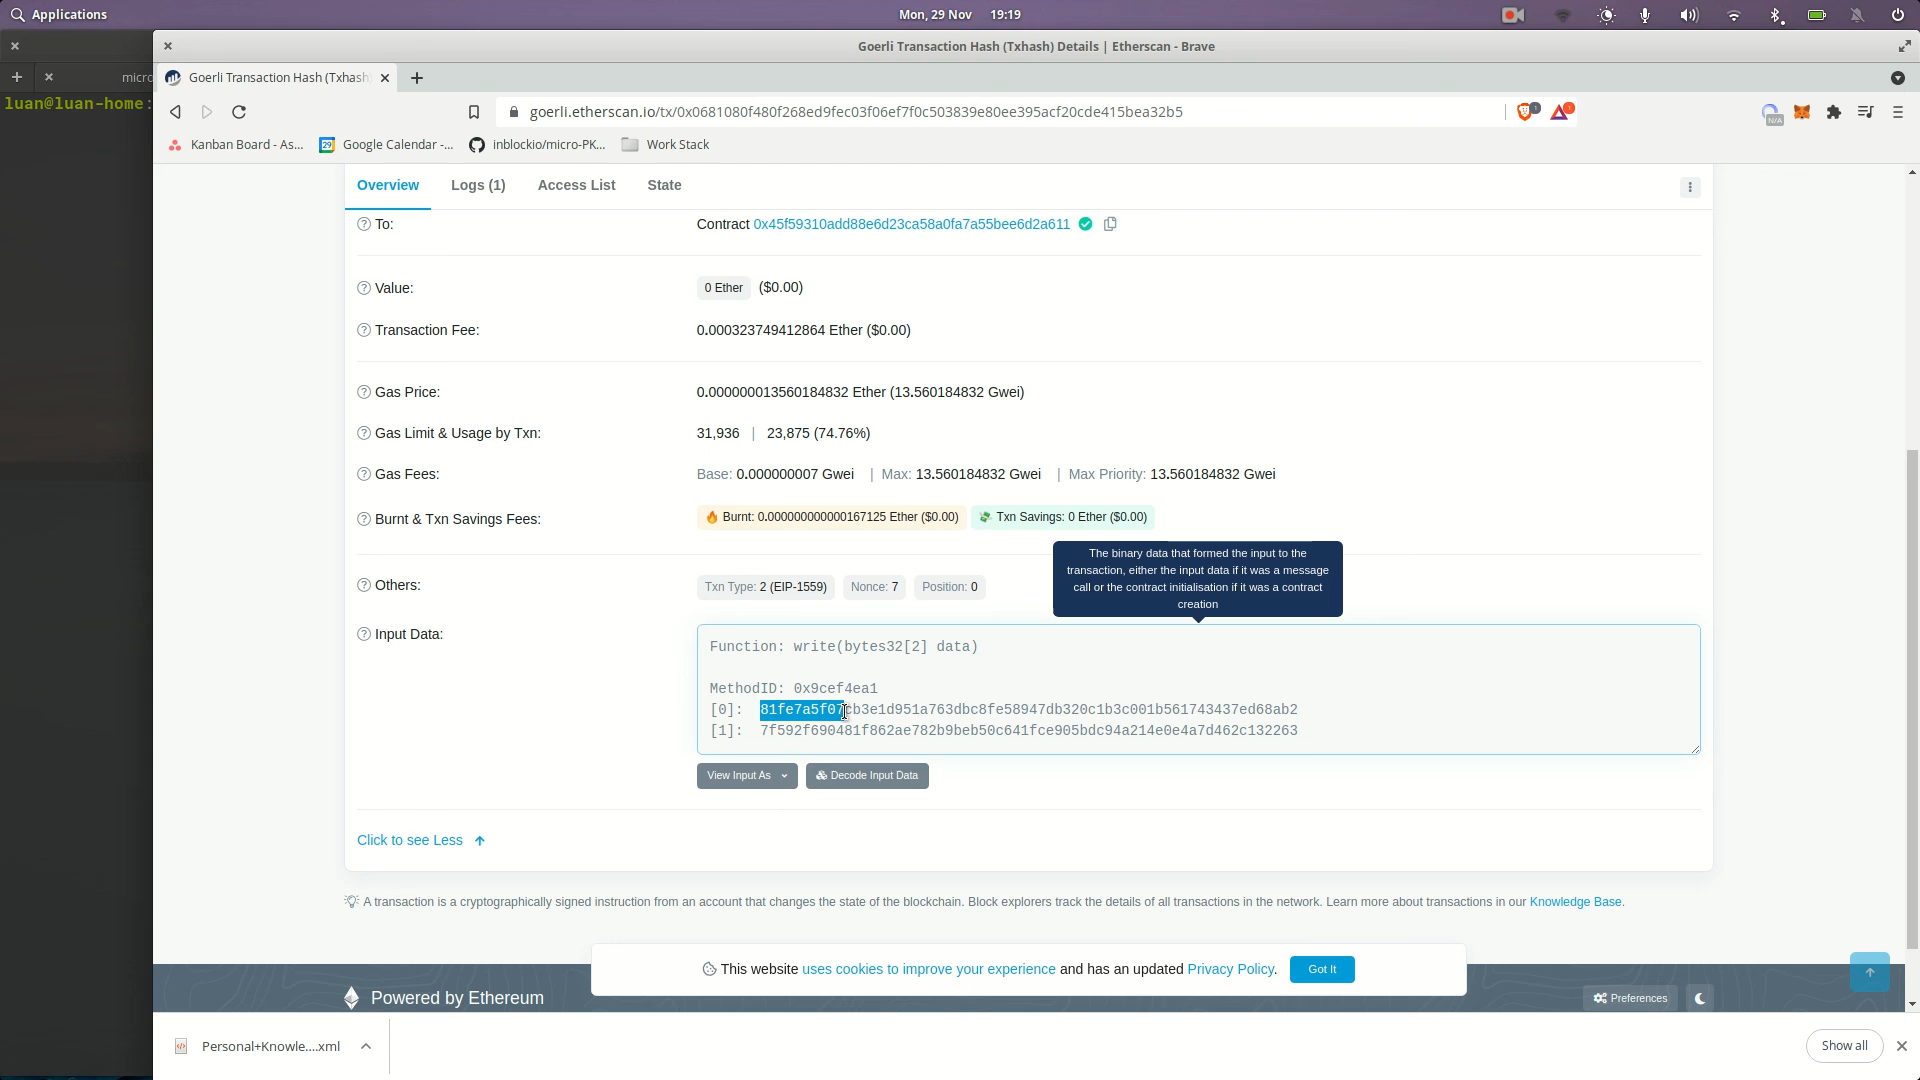 Applications
Mon, 29 Nov 19:19
Goerli Transaction Hash (Txhash) Details | Etherscan - Brave
micro
Goerli Transaction Hash (Txhash)
luan@luan-home:
goerli.etherscan.io/tx/0x0681080f480f268ed9fec03f06ef7f0c503839e80ee395acf20cde415bea32b5
1
1
N/A
Kanban Board - As...
29
Google Calendar -...
inblockio/micro-PK...
Work Stack
Overview
Logs (1)
Access List
State
To:
Contract 0x45f59310add88e6d23ca58a0fa7a55bee6d2a611
Value:
0 Ether ($0.00)
Transaction Fee:
0.000323749412864 Ether ($0.00)
Gas Price:
0.000000013560184832 Ether (13.560184832 Gwei)
Gas Limit & Usage by Txn:
31,936 | 23,875 (74.76%)
Gas Fees:
Base: 0.000000007 Gwei | Max: 13.560184832 Gwei | Max Priority: 13.560184832 Gwei
Burnt & Txn Savings Fees:
Burnt: 0.000000000000167125 Ether ($0.00)
Txn Savings: 0 Ether ($0.00)
The binary data that formed the input to the
transaction, either the input data if it was a message
call or the contract initialisation if it was a contract
creation
Others:
Txn Type: 2 (EIP-1559)
Nonce: 7
Position: 0
Input Data:
Function: write(bytes32[2] data)
MethodID: 0x9cef4ea1
[0]: 81fe7a5f07cb3e1d951a763dbc8fe58947db320c1b3c001b561743437ed68ab2
[1]: 7f592f690481f862ae782b9beb50c641fce905bdc94a214e0e4a7d462c132263
View Input As
Decode Input Data
Click to see Less
A transaction is a cryptographically signed instruction from an account that changes the state of the blockchain. Block explorers track the details of all transactions in the network. Learn more about transactions in our Knowledge Base.
This website uses cookies to improve your experience and has an updated Privacy Policy.
Got It
Powered by Ethereum
Preferences
Personal+Knowle....xml
Show all